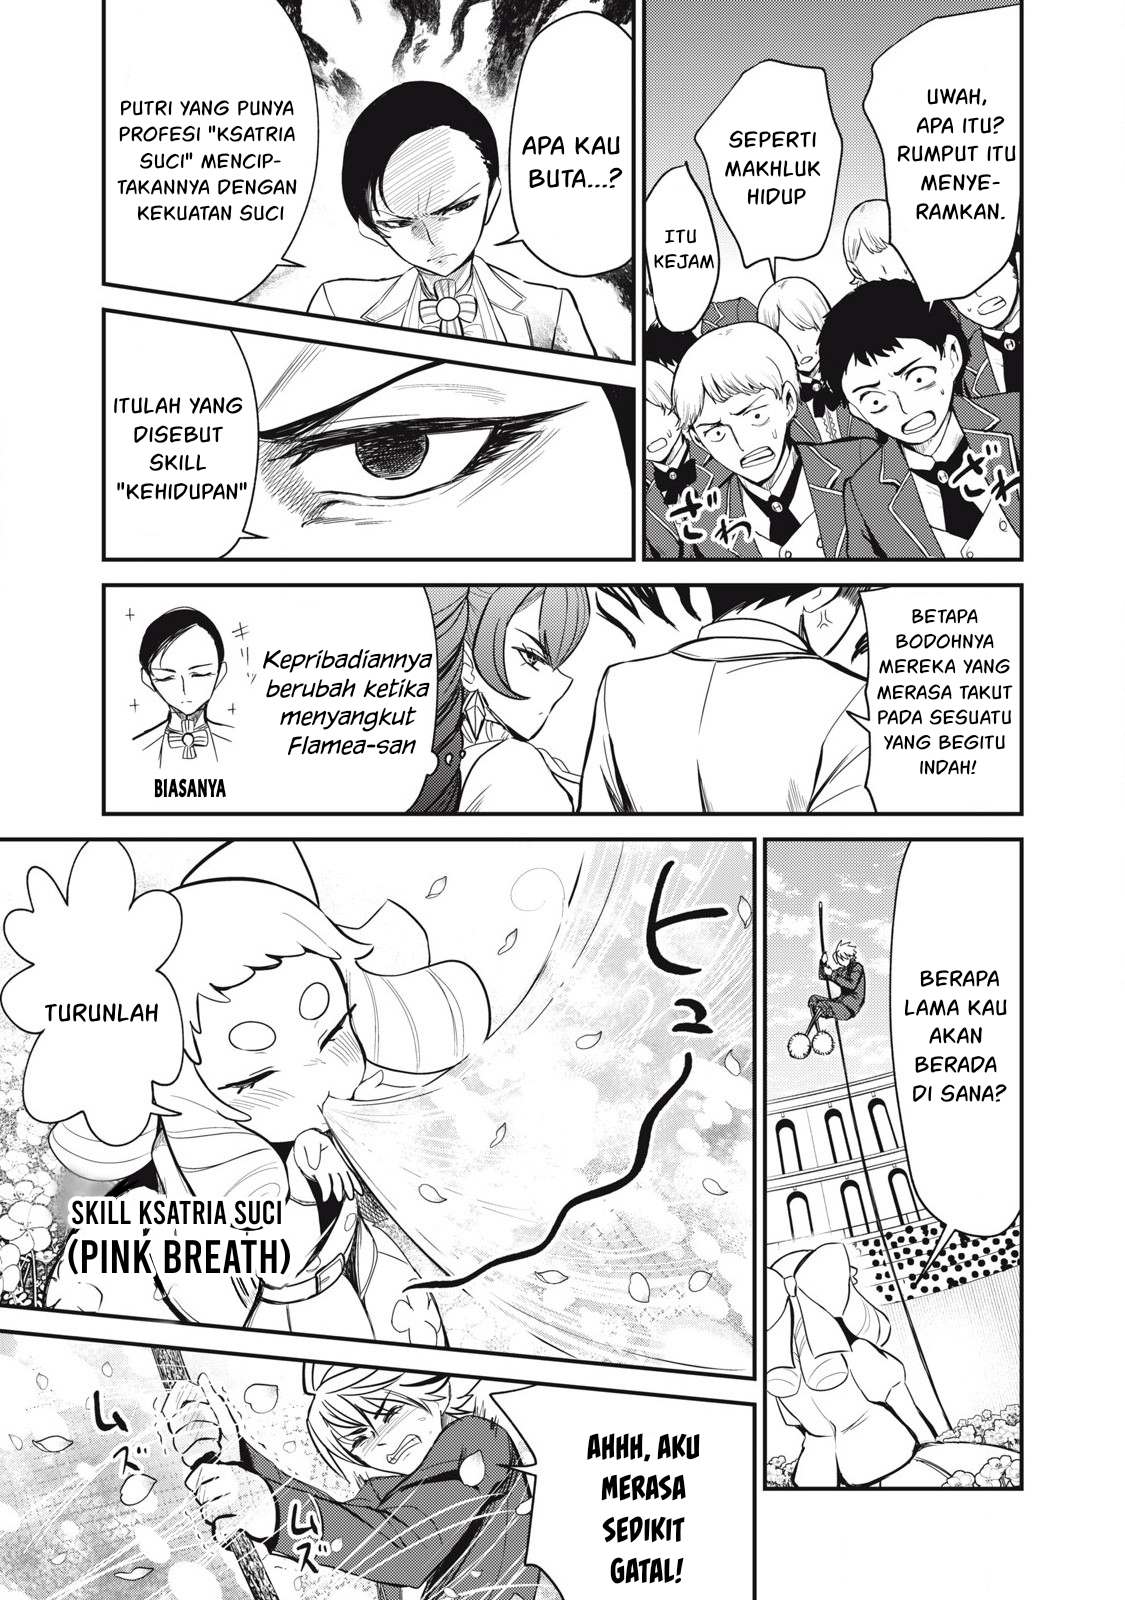 UWAH,
APA ITU?
RUMPUT ITU
MENYE-
RAMKAN.
SEPERTI
MAKHLUK
HIDUP
ITU
KEJAM
ざわ
ざわ
APA KAU
BUTA...?
PUTRI YANG PUNYA
PROFESI "KSATRIA
SUCI" MENCIP-
TAKANNYA DENGAN
KEKUATAN SUCI
ITULAH YANG
DISEBUT
SKILL
"KEHIDUPAN"
BETAPA
BODOHNYA
MEREKA YANG
MERASA TAKUT
PADA SESUATU
YANG BEGITU
INDAH!
Kepribadiannya
berubah ketika
menyangkut
Flamea-san
BIASANYA
BERAPA
LAMA KAU
AKAN
BERADA
DI SANA?
ヒュ
TURUNLAH
SKILL KSATRIA SUCI
(PINK BREATH)
ムズ
ムズ
AHHH, AKU
MERASA
SEDIKIT
GATAL!